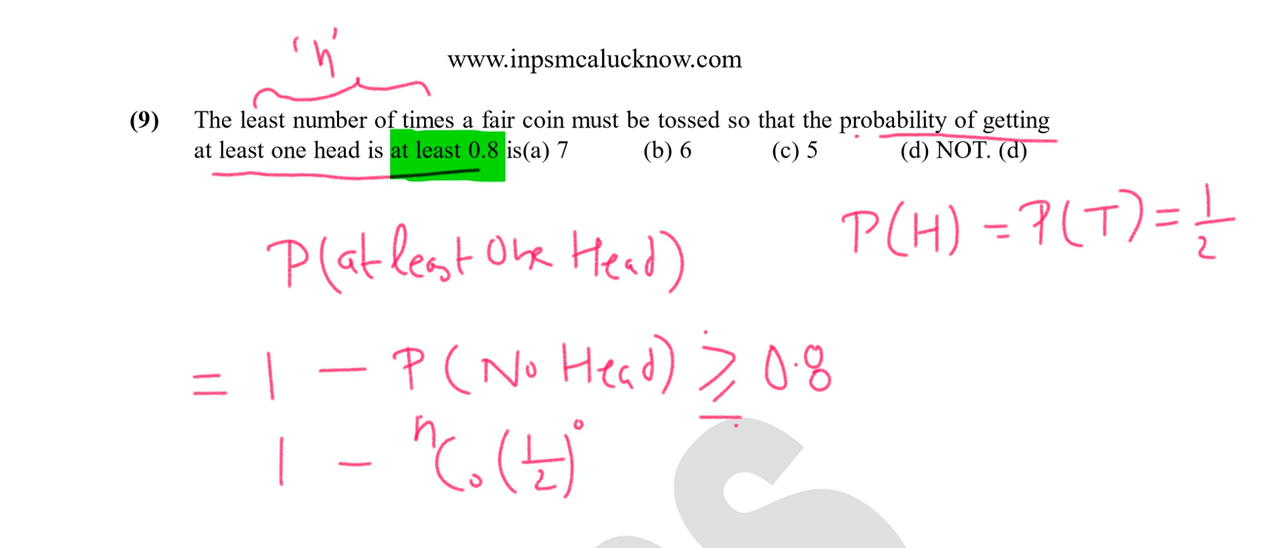 'n'
www.inpsmcalucknow.com
(9) The least number of times a fair coin must be tossed so that the probability of getting
at least one head is at least 0.8 is(a) 7 (b) 6 (c) 5 (d) NOT. (d)
P(H) = P(T) = 1/2
P(at least One Head)
= 1 - P(No Head) ≥ 0.8
1 - ⁿC₀(1/2)⁰